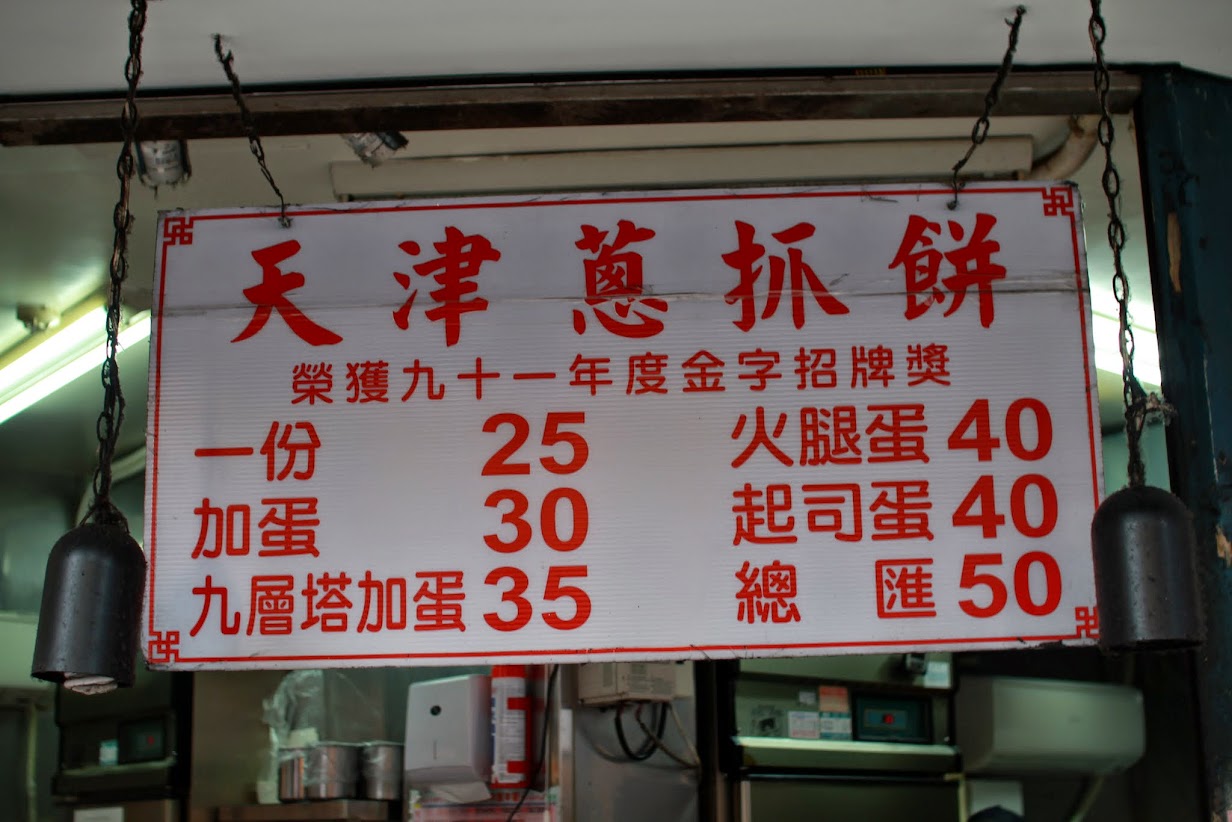 天津蔥抓餅
榮獲九十一年度金字招牌獎
一份 25
加蛋 30
九層塔加蛋 35
火腿蛋 40
起司蛋 40
總匯 50